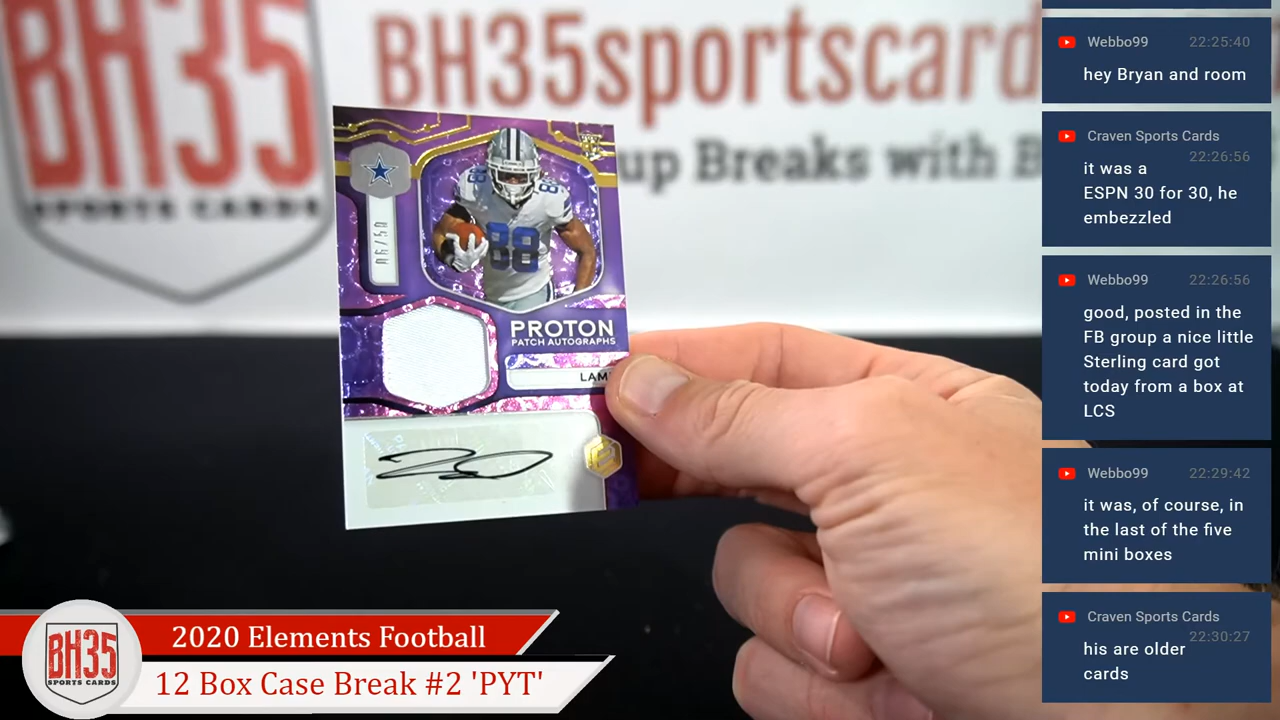 BH35
SPORTS CARDS
BH35sportscard
up Breaks with B
88
06/50
PROTON
PATCH AUTOGRAPHS
LAM
BH35
SPORTS CARDS
2020 Elements Football
12 Box Case Break #2 'PYT'
Webbo99 22:25:40
hey Bryan and room
Craven Sports Cards
22:26:56
it was a
ESPN 30 for 30, he
embezzled
Webbo99 22:26:56
good, posted in the
FB group a nice little
Sterling card got
today from a box at
LCS
Webbo99 22:29:42
it was, of course, in
the last of the five
mini boxes
Craven Sports Cards
22:30:27
his are older
cards